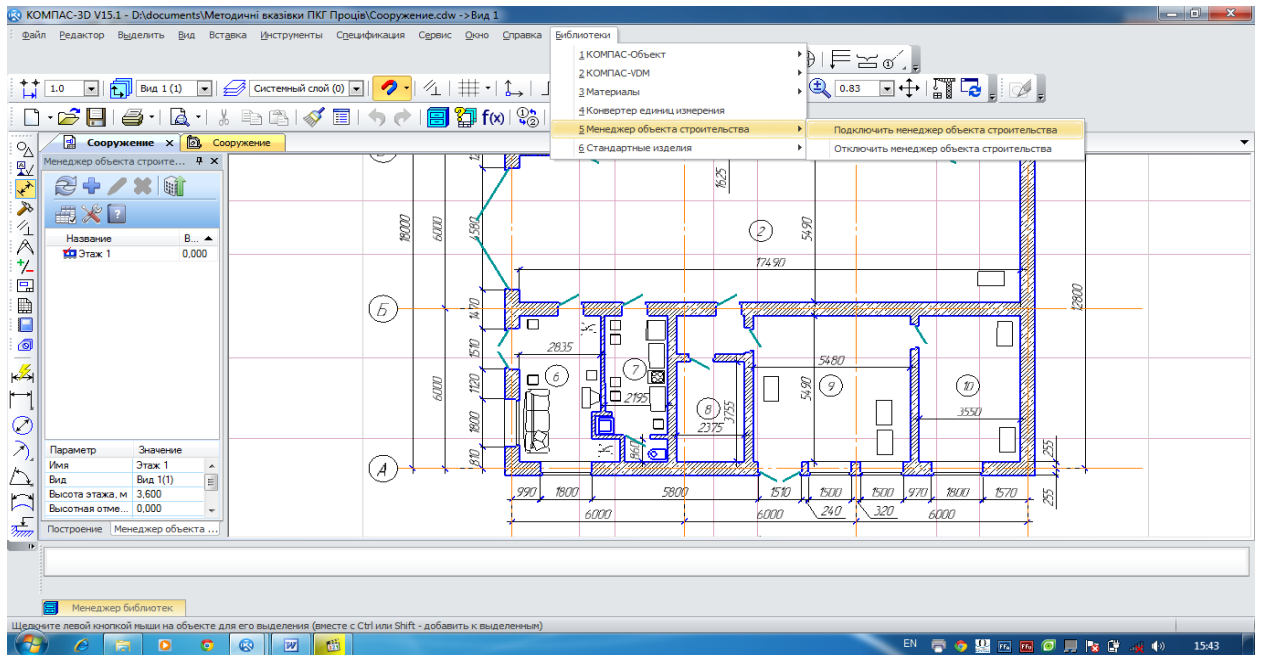 КОМПАС-3D V15.1 - D:\documents\Методичні вказівки ПКГ Проців\Сооружение.cdw ->Вид 1
Файл Редактор Выделить Вид Вставка Инструменты Спецификация Сервис Окно Справка Библиотеки
1 КОМПАС-Объект
2 КОМПАС-VDM
3 Материалы
4 Конвертер единиц измерения
5 Менеджер объекта строительства
6 Стандартные изделия
Подключить менеджер объекта строительства
Отключить менеджер объекта строительства
1.0 Вид 1 (1) Системный слой (0) 0.83
f(x)
Сооружение Сооружение
Менеджер объекта строите...
Название В...
Этаж 1 0,000
Параметр Значение
Имя Этаж 1
Вид Вид 1(1)
Высота этажа, м 3,600
Высотная отме... 0,000
Построение Менеджер объекта ...
1625
18000 6000 4580 2 5490
17490
Б 1470 12800
1510 2835 5480
6000 1120 6 7 5490 9 10
2195 8 3755 3550
1800 2375
860 255
А 810
990 1800 5800 1510 1500 1500 970 1800 1570 255
6000 6000 240 320 6000
Менеджер библиотек
Щелкните левой кнопкой мыши на объекте для его выделения (вместе с Ctrl или Shift - добавить к выделенным)
EN 15:43